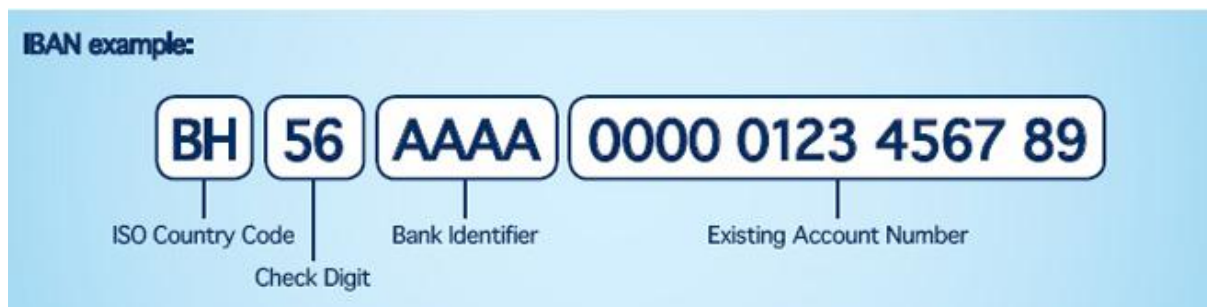 IBAN example:
BH 56 AAAA 0000 0123 4567 89
ISO Country Code Bank Identifier Existing Account Number
Check Digit